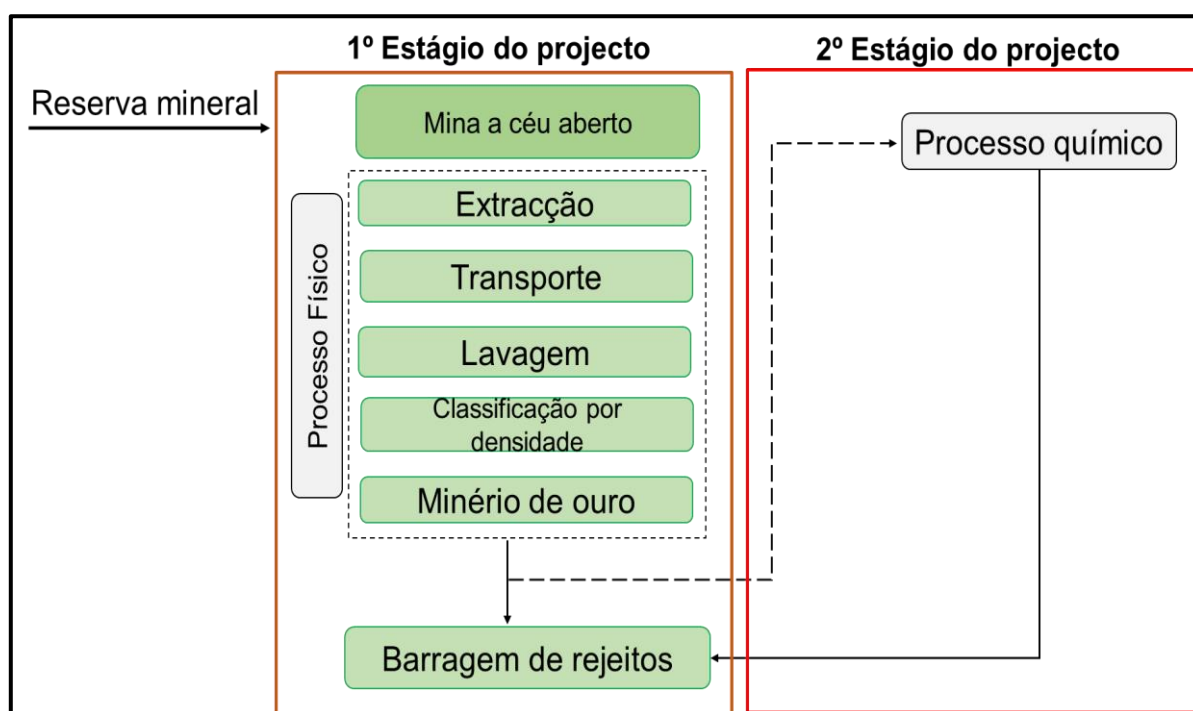 1º Estágio do projecto
2º Estágio do projecto
Reserva mineral
Mina a céu aberto
Processo químico
Processo Físico
Extracção
Transporte
Lavagem
Classificação por
densidade
Minério de ouro
Barragem de rejeitos